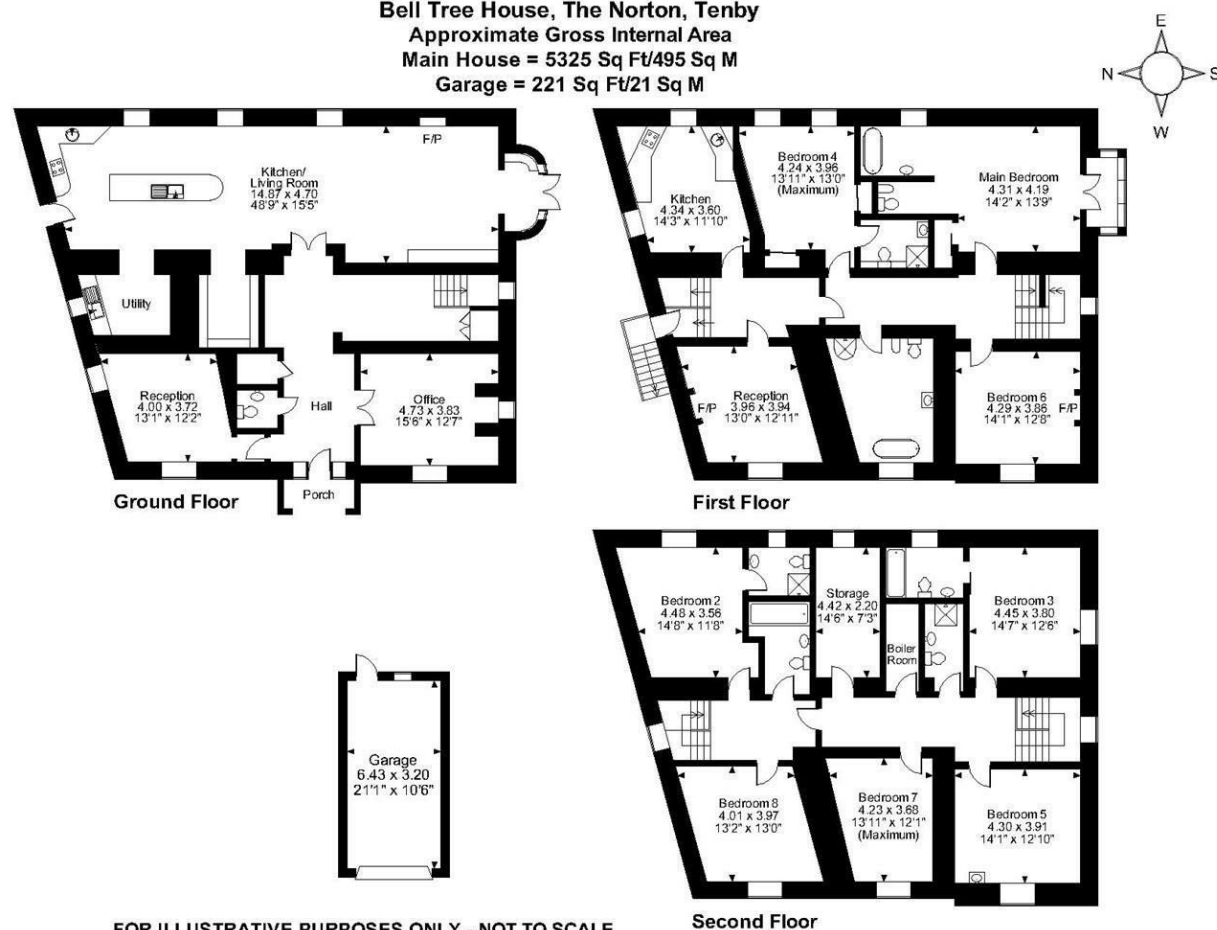 Bell Tree House, The Norton, Tenby
Approximate Gross Internal Area
Main House = 5325 Sq Ft/495 Sq M
Garage = 221 Sq Ft/21 Sq M
E
N
S
W
F/P
Kitchen/
Living Room
14.87 x 4.70
48'9" x 15'5"
Utility
Reception
4.00 x 3.72
13'1" x 12'2"
Hall
Office
4.73 x 3.83
15'6" x 12'7"
Porch
Ground Floor
Kitchen
4.34 x 3.60
14'3" x 11'10"
Bedroom 4
4.24 x 3.96
13'11" x 13'0"
(Maximum)
Main Bedroom
4.31 x 4.19
14'2" x 13'9"
F/P
Reception
3.96 x 3.94
13'0" x 12'11"
Bedroom 6
4.29 x 3.86
14'1" x 12'8"
F/P
First Floor
Bedroom 2
4.48 x 3.56
14'8" x 11'8"
Storage
4.42 x 2.20
14'6" x 7'3"
Boiler
Room
Bedroom 3
4.45 x 3.80
14'7" x 12'6"
Bedroom 8
4.01 x 3.97
13'2" x 13'0"
Bedroom 7
4.23 x 3.68
13'11" x 12'1"
(Maximum)
Bedroom 5
4.30 x 3.91
14'1" x 12'10"
Second Floor
Garage
6.43 x 3.20
21'1" x 10'6"
FOR ILLUSTRATIVE PURPOSES ONLY - NOT TO SCALE